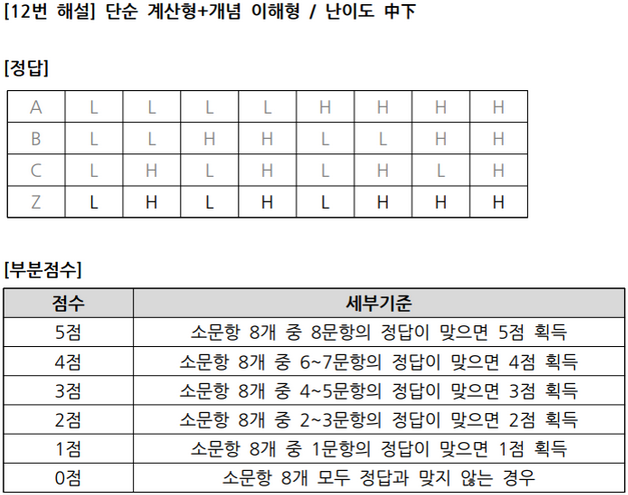 [12번 해설] 단순 계산형+개념 이해형 / 난이도 中下
[정답]
A L L L L H H H H
B L L H H L L H H
C L H L H L H L H
Z L H L H L H H H
[부분점수]
점수 세부기준
5점 소문항 8개 중 8문항의 정답이 맞으면 5점 획득
4점 소문항 8개 중 6~7문항의 정답이 맞으면 4점 획득
3점 소문항 8개 중 4~5문항의 정답이 맞으면 3점 획득
2점 소문항 8개 중 2~3문항의 정답이 맞으면 2점 획득
1점 소문항 8개 중 1문항의 정답이 맞으면 1점 획득
0점 소문항 8개 모두 정답과 맞지 않는 경우